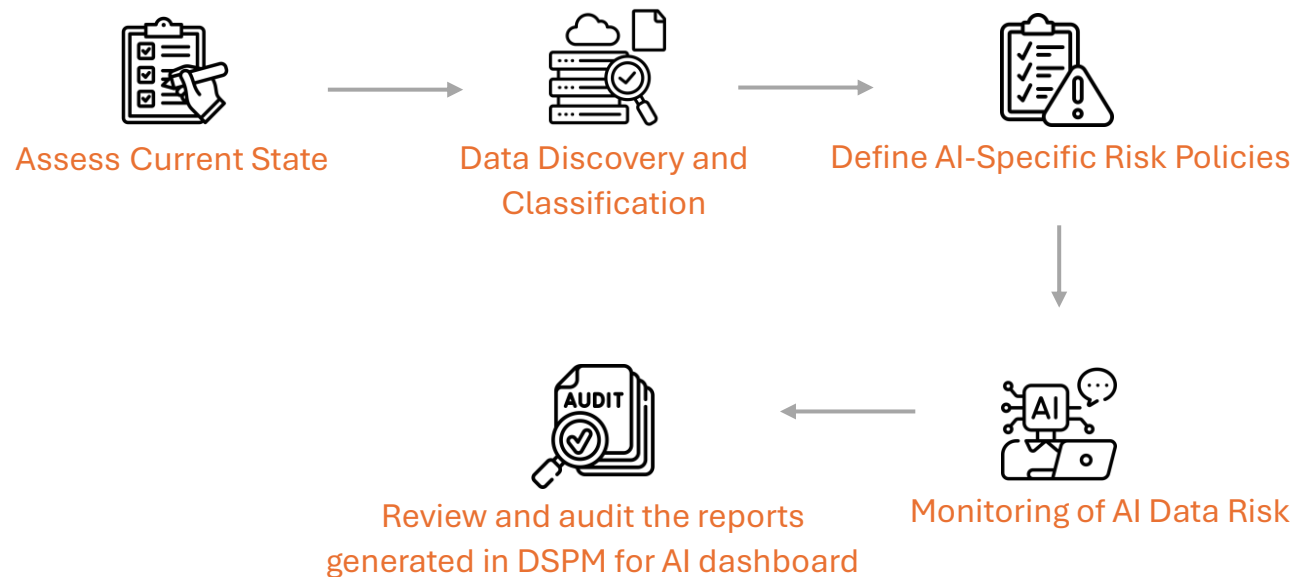 Assess Current State
Data Discovery and
Classification
Define AI-Specific Risk Policies
AI
Monitoring of AI Data Risk
AUDIT
Review and audit the reports
generated in DSPM for AI dashboard